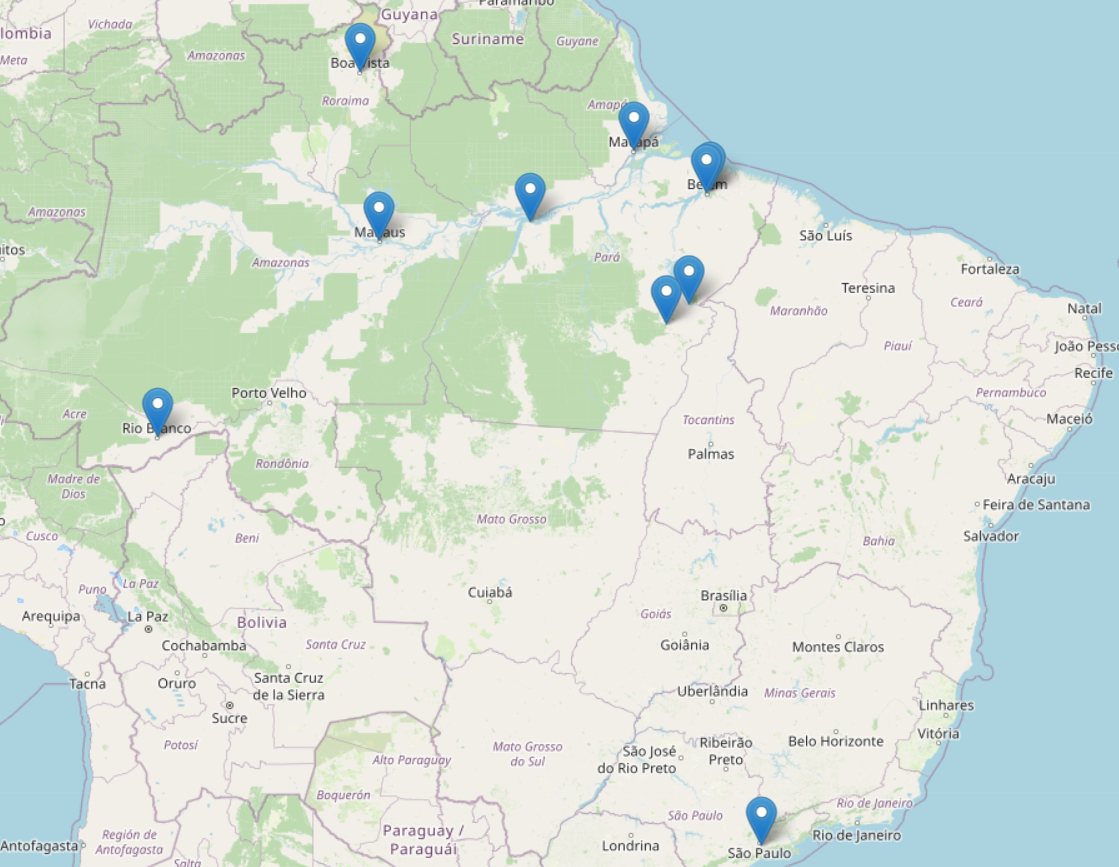 Paramaribo
Guyana
Vichada
Suriname
Guyane
Meta
Amazonas
Boa Vista
Roraima
Amapá
Macapá
Belém
Amazonas
Manaus
São Luís
Amazonas
Pará
Fortaleza
Teresina
Ceará
Maranhão
Natal
Piauí
Recife
Porto Velho
Pernambuco
Acre
Rio Branco
Tocantins
Maceió
Palmas
Rondônia
Madre de
Dios
Aracaju
Feira de Santana
Mato Grosso
Cusco
Salvador
Beni
Bahia
La Paz
Puno
Cuiabá
Brasília
Arequipa
La Paz
Bolivia
Goiás
Cochabamba
Santa Cruz
Goiânia
Montes Claros
Tacna
Oruro
Santa Cruz
de la Sierra
Uberlândia
Minas Gerais
Sucre
Linhares
Vitória
Potosí
Mato Grosso
do Sul
São José
do Rio Preto
Ribeirão
Preto
Belo Horizonte
Alto Paraguay
Boquerón
Rio de Janeiro
São Paulo
Paraguay /
Paraguái
Rio de Janeiro
Región de
Antofagasta
Antofagasta
Londrina
São Paulo
Salta